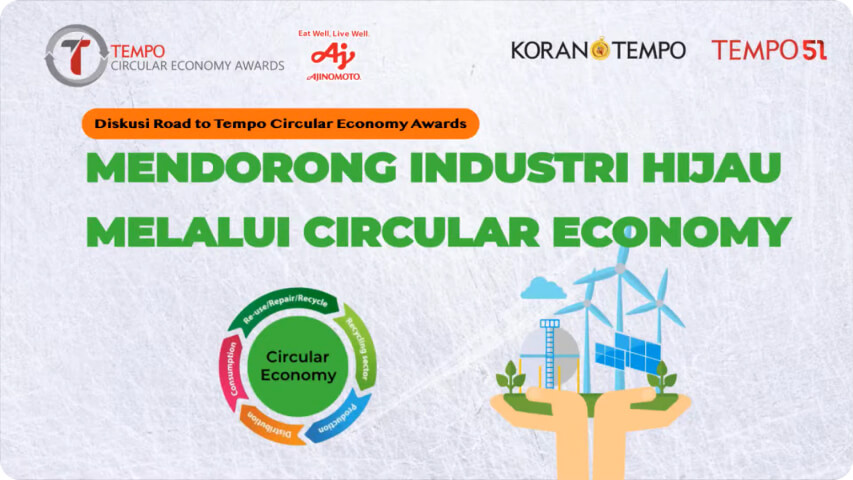 TEMPO
CIRCULAR ECONOMY AWARDS
Eat Well, Live Well.
Aj
AJINOMOTO.
KORAN TEMPO
TEMPO 51
Diskusi Road to Tempo Circular Economy Awards
MENDORONG INDUSTRI HIJAU
MELALUI CIRCULAR ECONOMY
Re-use/Repair/Recycle
Recycling sector
Production
Distribution
Consumption
Circular
Economy